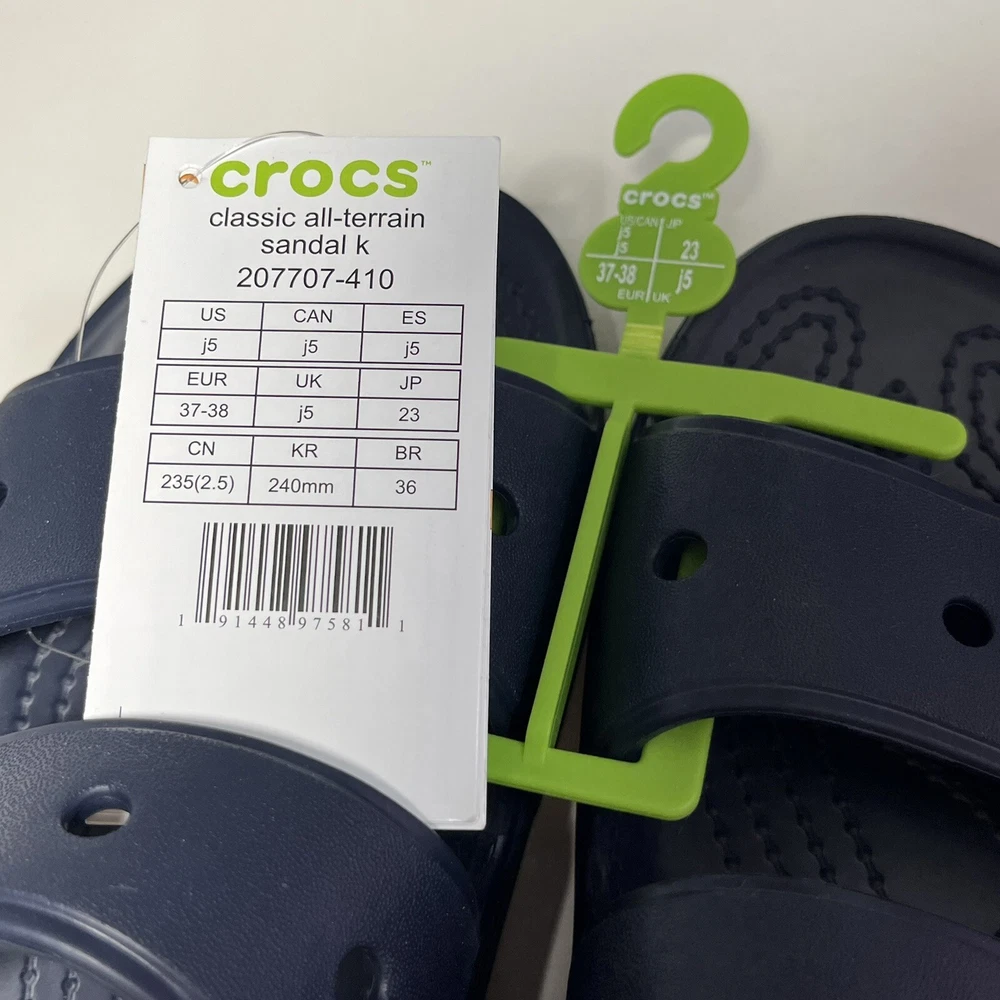 crocs™
classic all-terrain
sandal k
207707-410
US CAN ES
j5 j5 j5
EUR UK JP
37-38 j5 23
CN KR BR
235(2.5) 240mm 36
1 91448 97581 1
crocs™
US/CAN JP
j5
j5 23
37-38 j5
EUR UK